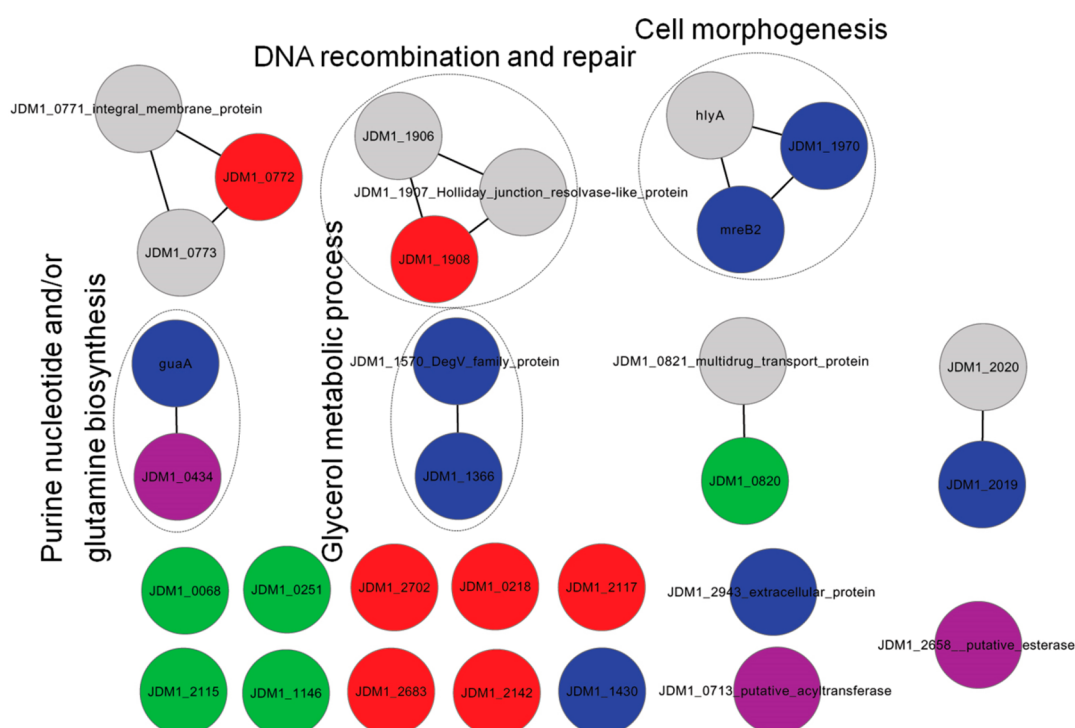 Cell morphogenesis
DNA recombination and repair
JDM1_0771_integral_membrane_protein
JDM1_0772
JDM1_0773
JDM1_1906
JDM1_1907_Holliday_junction_resolvase-like_protein
JDM1_1908
hlyA
JDM1_1970
mreB2
Purine nucleotide and/or
glutamine biosynthesis
guaA
JDM1_0434
Glycerol metabolic process
JDM1_1570_DegV_family_protein
JDM1_1366
JDM1_0821_multidrug_transport_protein
JDM1_0820
JDM1_2020
JDM1_2019
JDM1_0068
JDM1_0251
JDM1_2702
JDM1_0218
JDM1_2117
JDM1_2943_extracellular_protein
JDM1_2658__putative_esterase
JDM1_2115
JDM1_1146
JDM1_2683
JDM1_2142
JDM1_1430
JDM1_0713_putative_acyltransferase